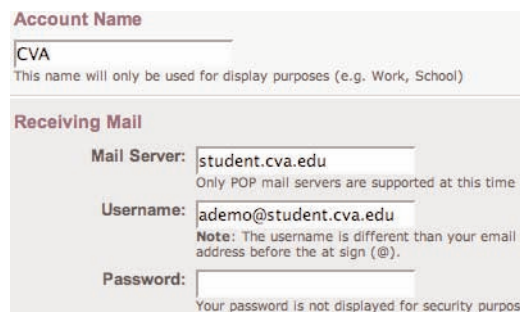 Account Name
CVA
This name will only be used for display purposes (e.g. Work, School)
Receiving Mail
Mail Server: student.cva.edu
Only POP mail servers are supported at this time
Username: ademo@student.cva.edu
Note: The username is different than your email
address before the at sign (@).
Password:
Your password is not displayed for security purpos